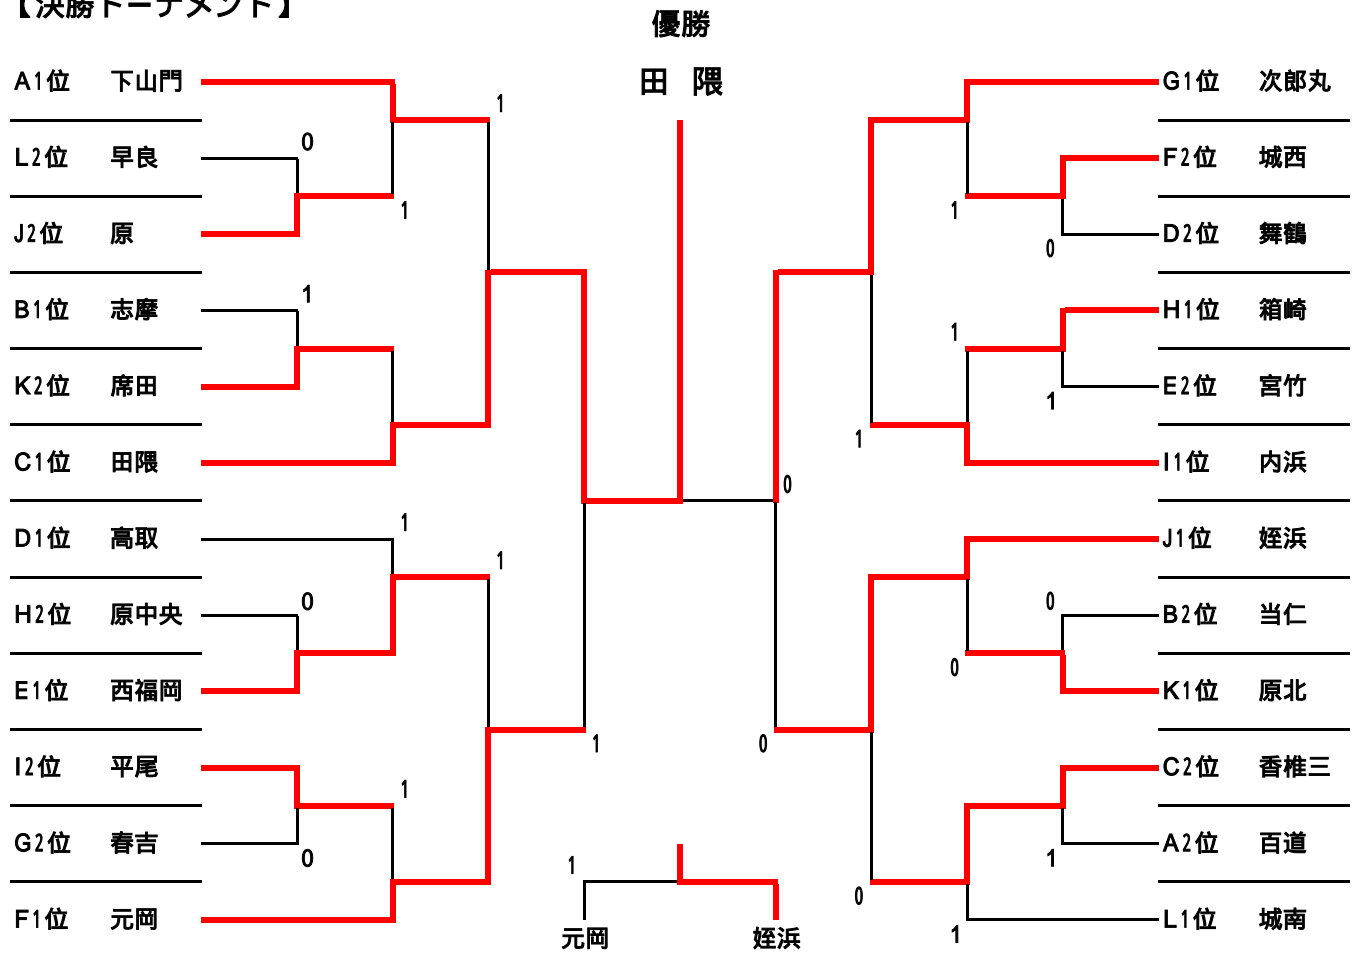 【決勝トーナメント】
優勝
田 隈
A1位 下山門
1
G1位 次郎丸
0
L2位 早良
F2位 城西
1
1
J2位 原
D2位 舞鶴
0
B1位 志摩
1
H1位 箱崎
1
K2位 席田
E2位 宮竹
1
1
C1位 田隈
I1位 内浜
0
D1位 高取
1
J1位 姪浜
1
H2位 原中央
0
0
B2位 当仁
0
E1位 西福岡
K1位 原北
1
0
I2位 平尾
C2位 香椎三
1
G2位 春吉
0
1
A2位 百道
1
0
F1位 元岡
L1位 城南
1
元岡
姪浜